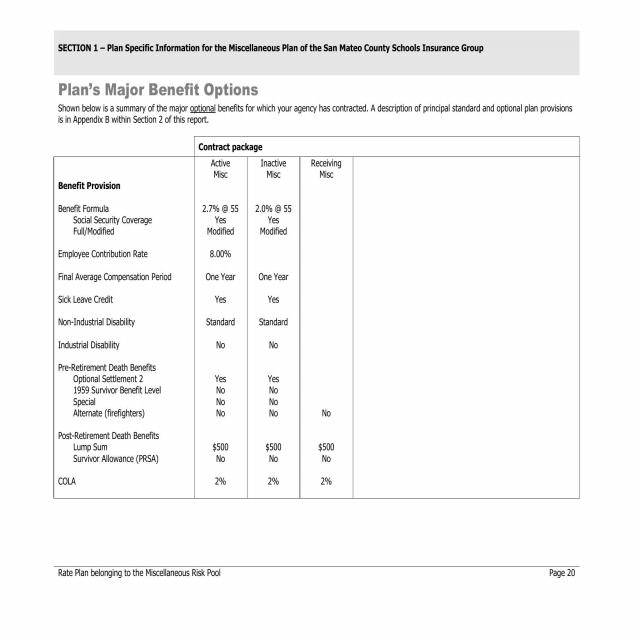 SECTION 1 – Plan Specific Information for the Miscellaneous Plan of the San Mateo County Schools Insurance Group
Plan's Major Benefit Options
Shown below is a summary of the major optional benefits for which your agency has contracted. A description of principal standard and optional plan provisions
is in Appendix B within Section 2 of this report.
Contract package
Active Inactive Receiving
Misc Misc Misc
Benefit Provision
Benefit Formula 2.7% @ 55 2.0% @ 55
Social Security Coverage Yes Yes
Full/Modified Modified Modified
Employee Contribution Rate 8.00%
Final Average Compensation Period One Year One Year
Sick Leave Credit Yes Yes
Non-Industrial Disability Standard Standard
Industrial Disability No No
Pre-Retirement Death Benefits
Optional Settlement 2 Yes Yes
1959 Survivor Benefit Level No No
Special No No
Alternate (firefighters) No No No
Post-Retirement Death Benefits
Lump Sum $500 $500 $500
Survivor Allowance (PRSA) No No No
COLA 2% 2% 2%
Rate Plan belonging to the Miscellaneous Risk Pool Page 20